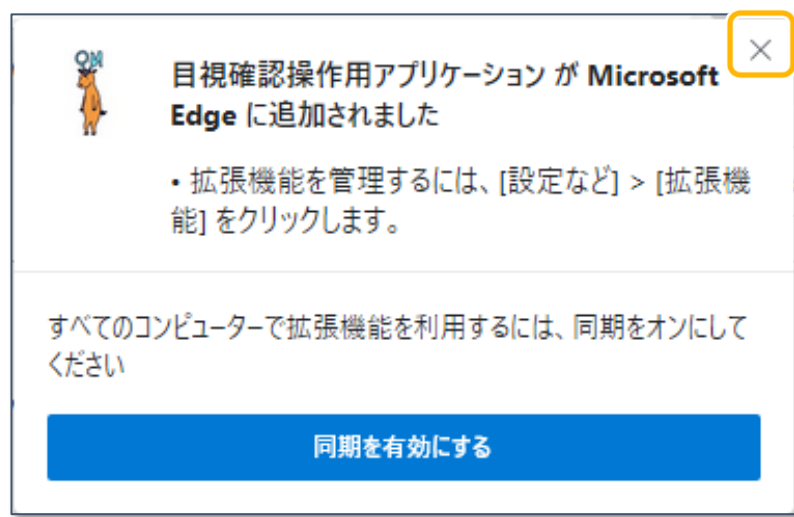 OM
目視確認操作用アプリケーション が Microsoft
Edge に追加されました
• 拡張機能を管理するには、[設定など] > [拡張機
能] をクリックします。
すべてのコンピューターで拡張機能を利用するには、同期をオンにして
ください
同期を有効にする